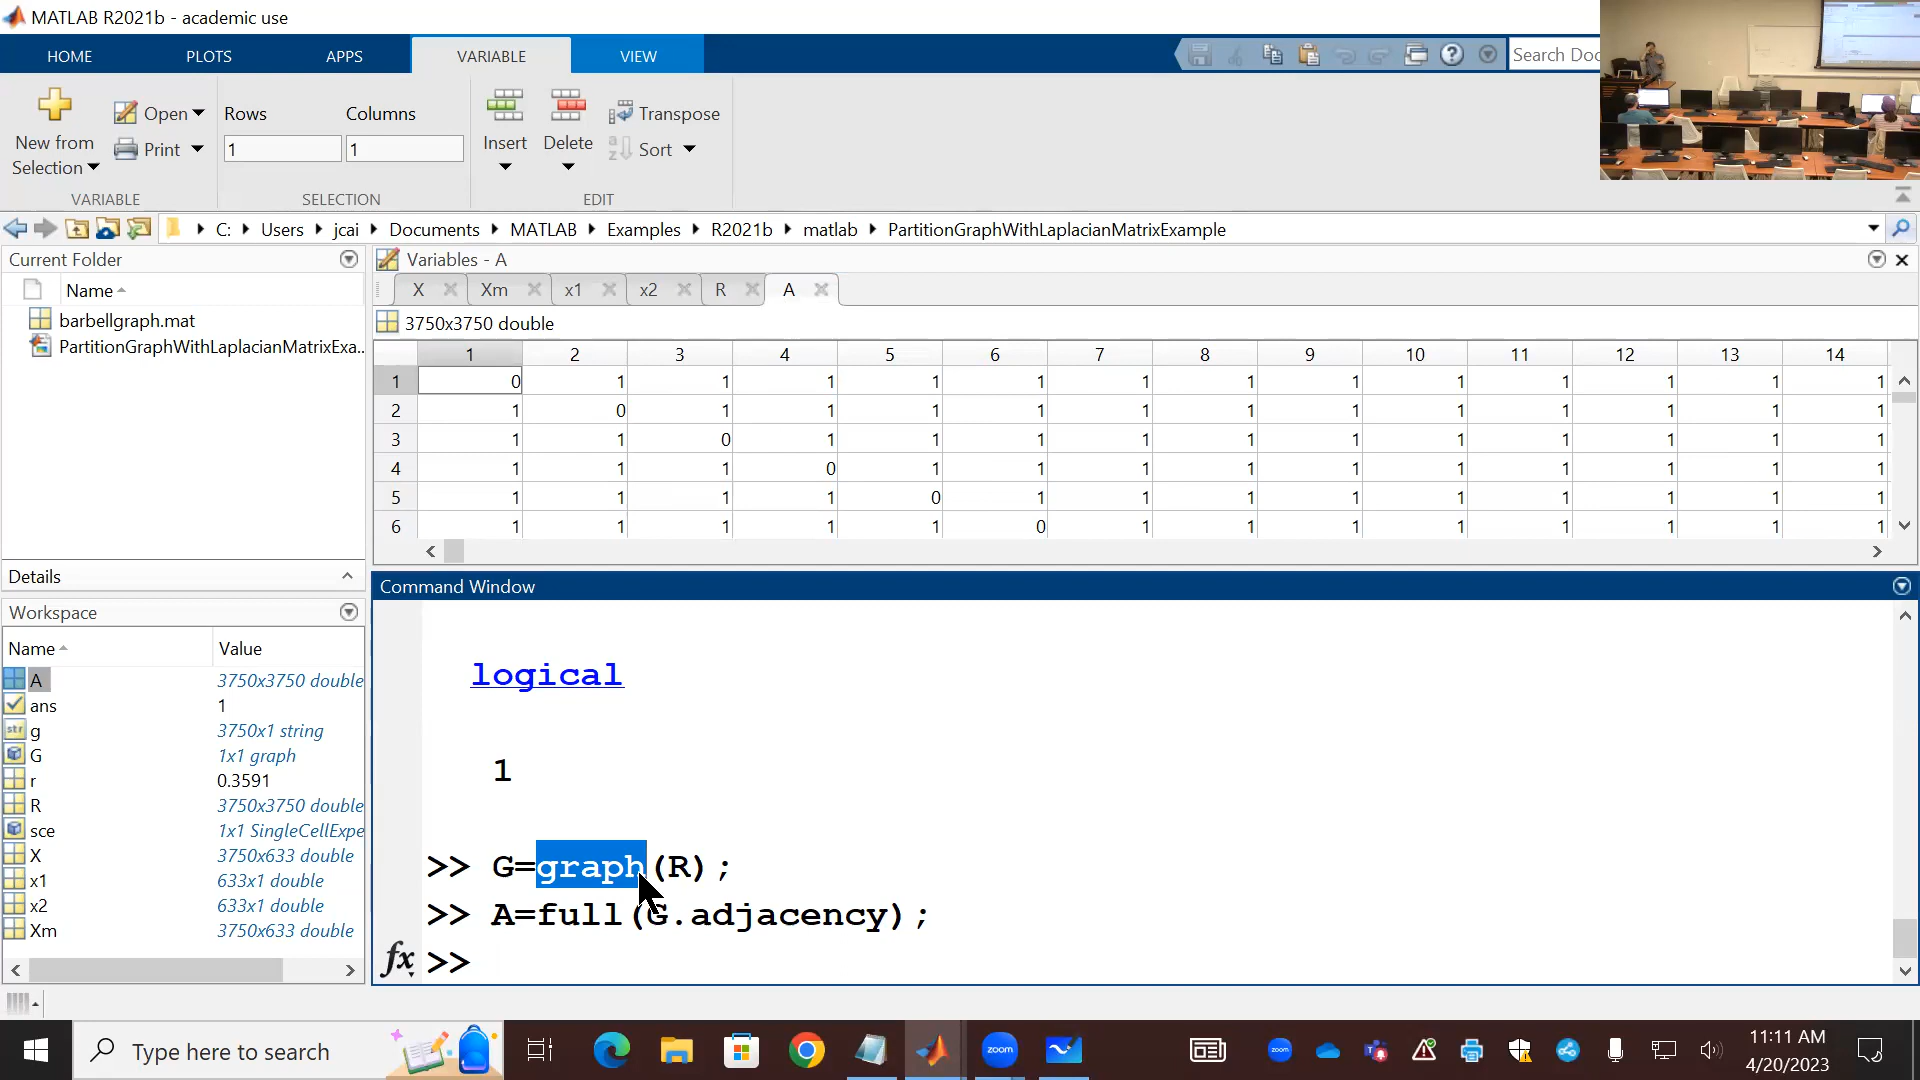 MATLAB R2021b - academic use
HOME PLOTS APPS VARIABLE VIEW Search Doc
New from Selection Open Print Rows Columns 1 1 Insert Delete Transpose Sort
VARIABLE SELECTION EDIT
C: Users jcai Documents MATLAB Examples R2021b matlab PartitionGraphWithLaplacianMatrixExample
Current Folder
Name
barbellgraph.mat
PartitionGraphWithLaplacianMatrixExa..
Details
Variables - A
X Xm x1 x2 R A
3750x3750 double
1 2 3 4 5 6 7 8 9 10 11 12 13 14
1 0 1 1 1 1 1 1 1 1 1 1 1 1 1
2 1 0 1 1 1 1 1 1 1 1 1 1 1 1
3 1 1 0 1 1 1 1 1 1 1 1 1 1 1
4 1 1 1 0 1 1 1 1 1 1 1 1 1 1
5 1 1 1 1 0 1 1 1 1 1 1 1 1 1
6 1 1 1 1 1 0 1 1 1 1 1 1 1 1
Workspace
Name Value
A 3750x3750 double
ans 1
str g 3750x1 string
G 1x1 graph
r 0.3591
R 3750x3750 double
sce 1x1 SingleCellExpe
X 3750x633 double
x1 633x1 double
x2 633x1 double
Xm 3750x633 double
Command Window
logical
1
>> G=graph(R);
>> A=full(G.adjacency);
fx >>
Type here to search
zoom
zoom
11:11 AM
4/20/2023